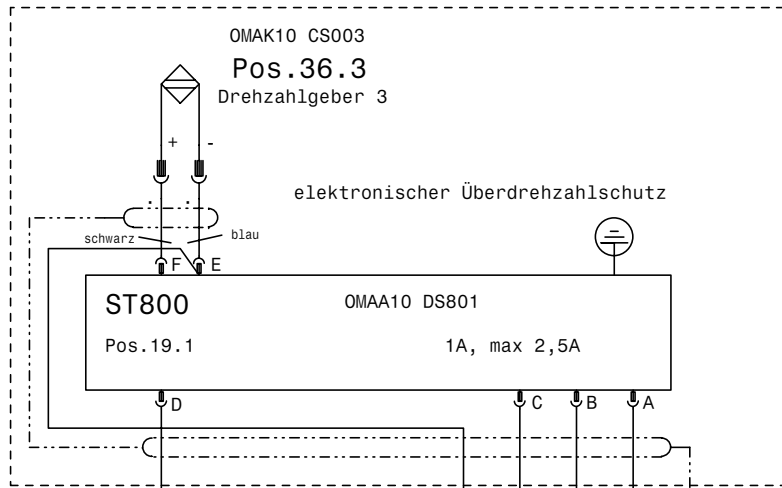 OMAK10 CS003
Pos.36.3
Drehzahlgeber 3
+ -
elektronischer Überdrehzahlschutz
schwarz blau
F E
ST800 OMAA10 DS801
Pos.19.1 1A, max 2,5A
D C B A